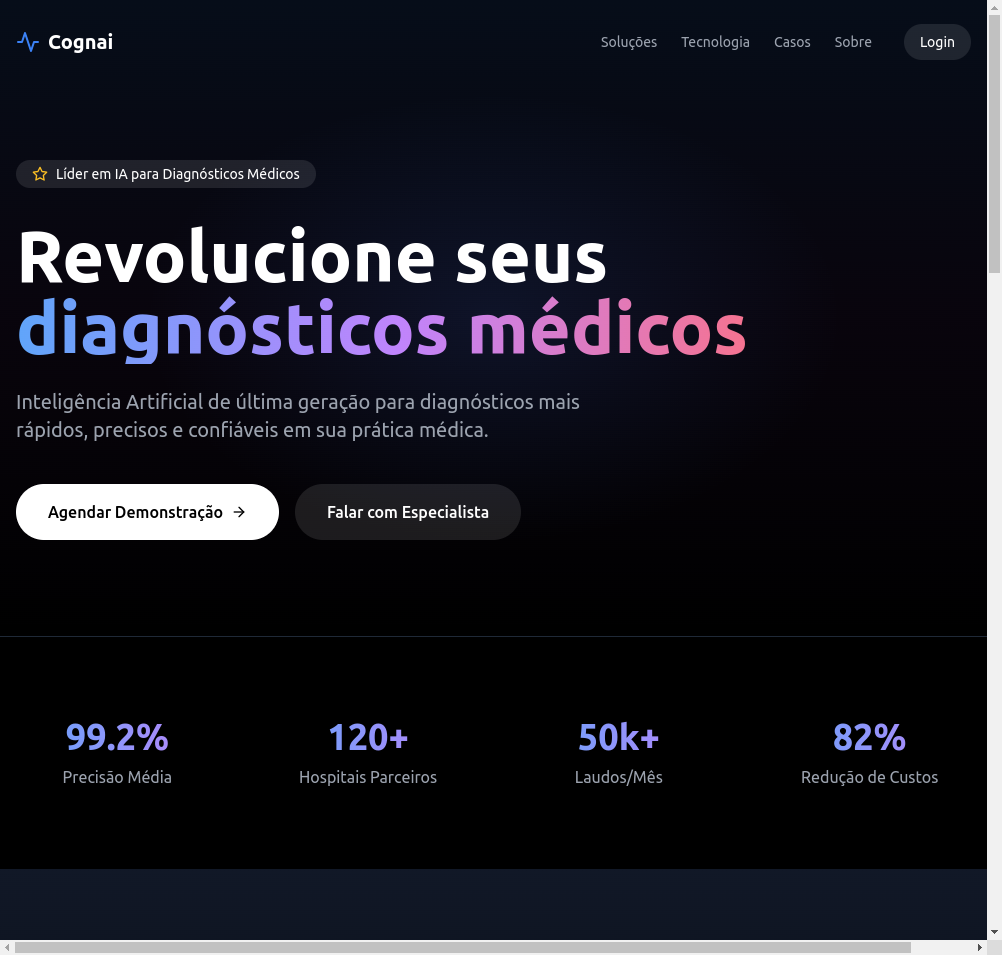 Cognai
Soluções Tecnologia Casos Sobre Login
Líder em IA para Diagnósticos Médicos
Revolucione seus
diagnósticos médicos
Inteligência Artificial de última geração para diagnósticos mais
rápidos, precisos e confiáveis em sua prática médica.
Agendar Demonstração Falar com Especialista
99.2% 120+ 50k+ 82%
Precisão Média Hospitais Parceiros Laudos/Mês Redução de Custos